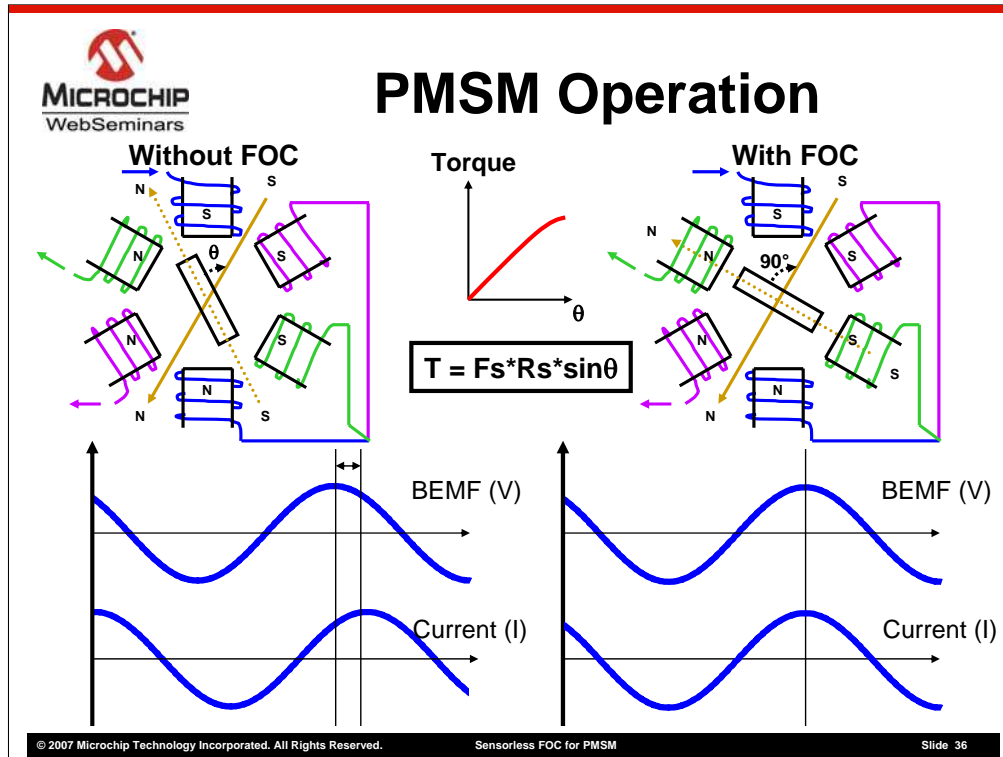 MICROCHIP
WebSeminars
PMSM Operation
Without FOC
Torque
With FOC
N
S
S
N
S
θ
N
S
N
N
S
θ
T = Fs*Rs*sinθ
S
S
N
N
S
90°
N
S
S
N
N
BEMF (V)
BEMF (V)
Current (I)
Current (I)
© 2007 Microchip Technology Incorporated. All Rights Reserved.
Sensorless FOC for PMSM
Slide 36